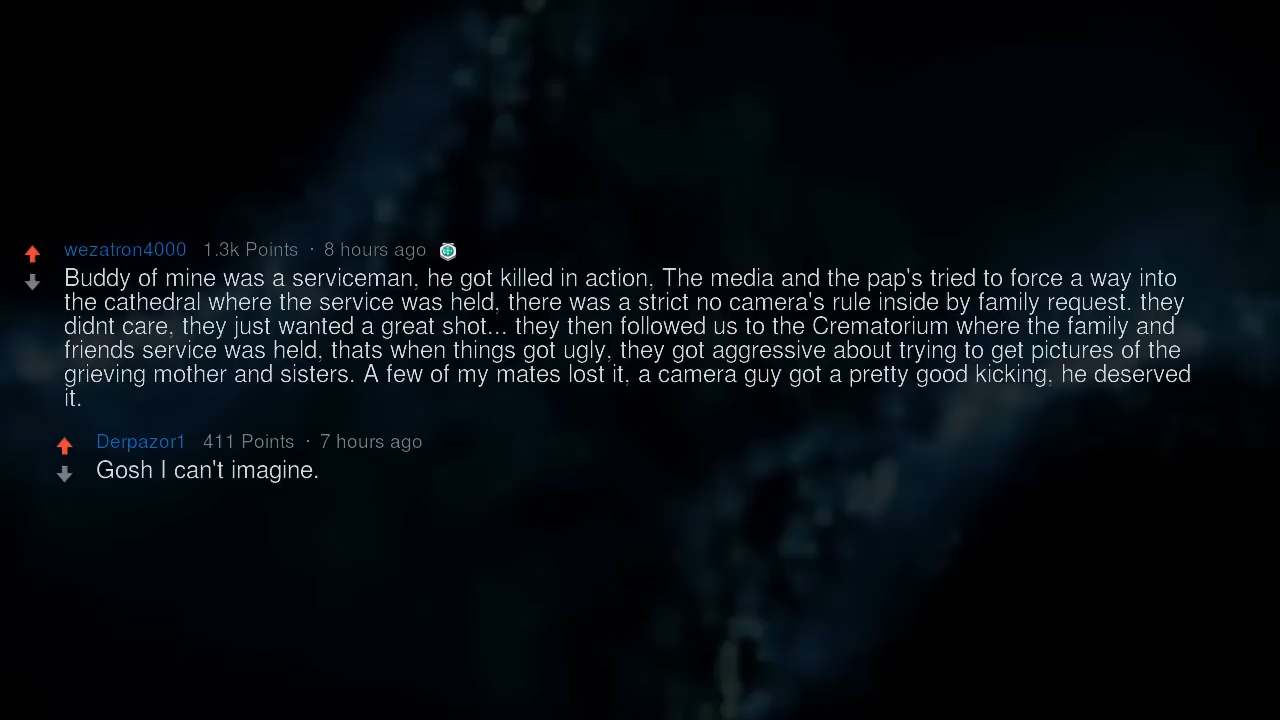 wezatron4000 1.3k Points · 8 hours ago
Buddy of mine was a serviceman, he got killed in action, The media and the pap's tried to force a way into
the cathedral where the service was held, there was a strict no camera's rule inside by family request. they
didnt care, they just wanted a great shot... they then followed us to the Crematorium where the family and
friends service was held, thats when things got ugly, they got aggressive about trying to get pictures of the
grieving mother and sisters. A few of my mates lost it, a camera guy got a pretty good kicking, he deserved
it.
Derpazor1 411 Points · 7 hours ago
Gosh I can't imagine.